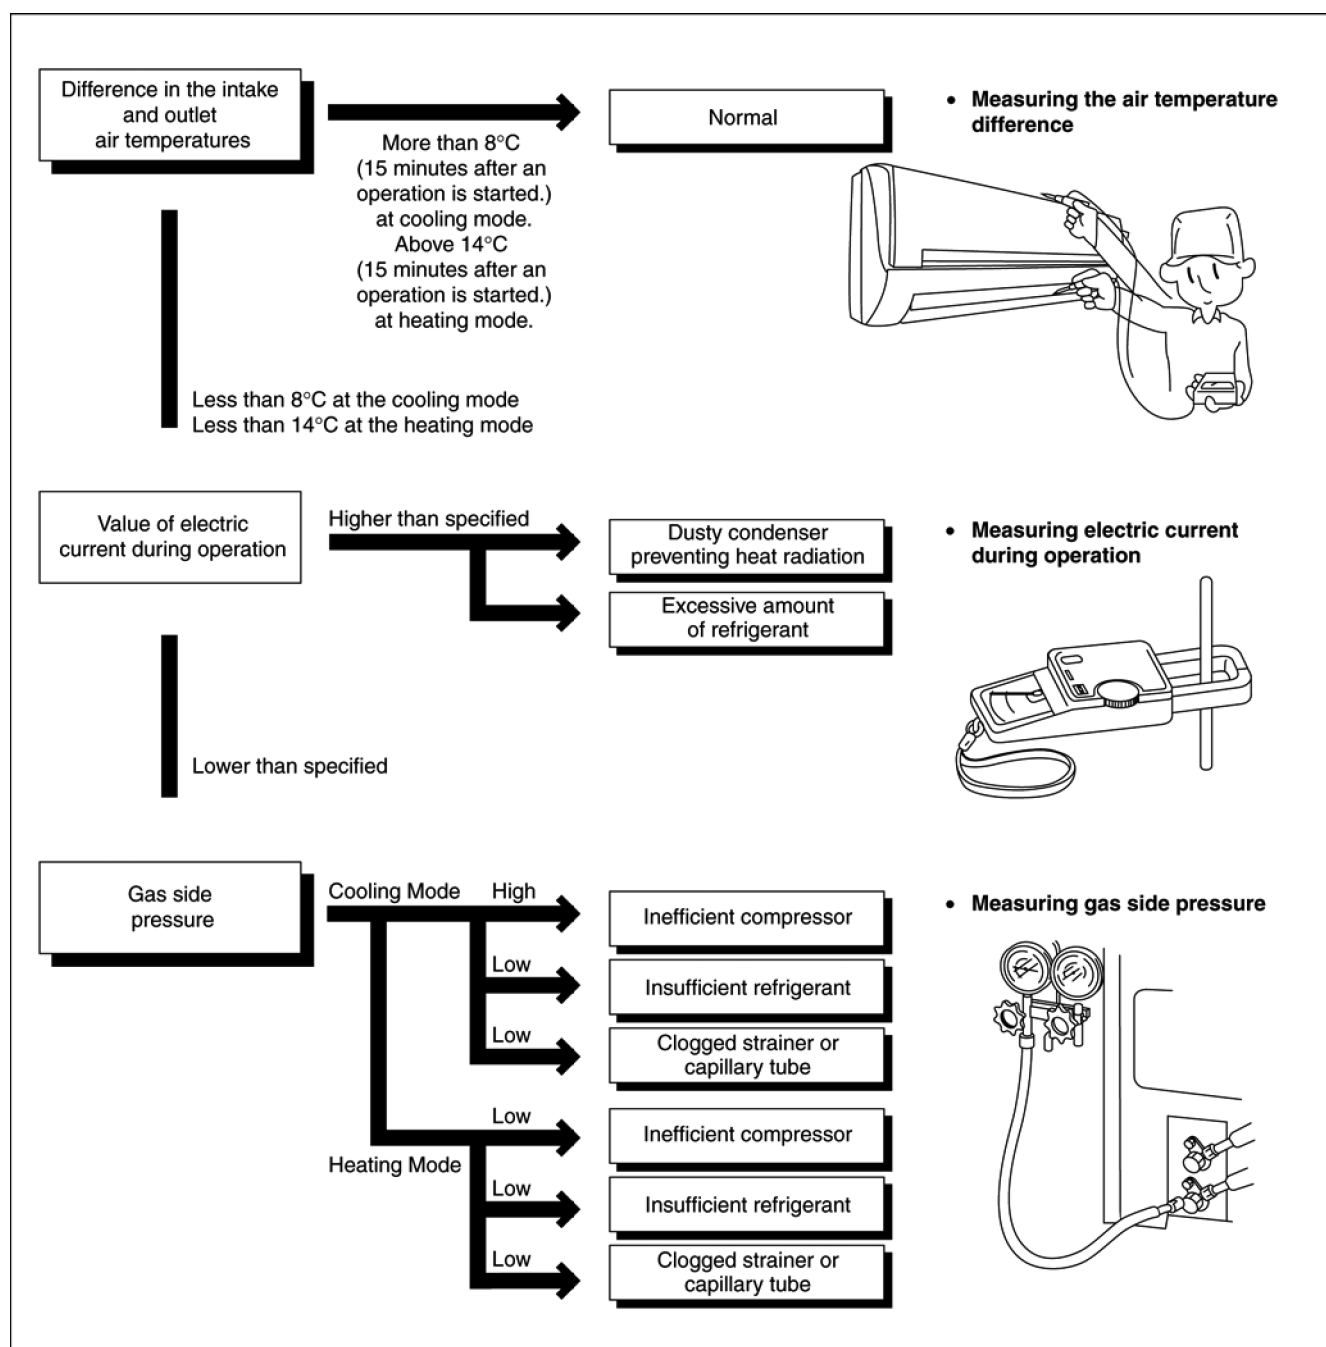 Difference in the intake
and outlet
air temperatures
More than 8°C
(15 minutes after an
operation is started.)
at cooling mode.
Above 14°C
(15 minutes after an
operation is started.)
at heating mode.
Normal
• Measuring the air temperature
difference
Less than 8°C at the cooling mode
Less than 14°C at the heating mode
Value of electric
current during operation
Higher than specified
Dusty condenser
preventing heat radiation
Excessive amount
of refrigerant
• Measuring electric current
during operation
Lower than specified
Gas side
pressure
Cooling Mode
High
Inefficient compressor
Low
Insufficient refrigerant
Low
Clogged strainer or
capillary tube
Heating Mode
Low
Inefficient compressor
Low
Insufficient refrigerant
Low
Clogged strainer or
capillary tube
• Measuring gas side pressure